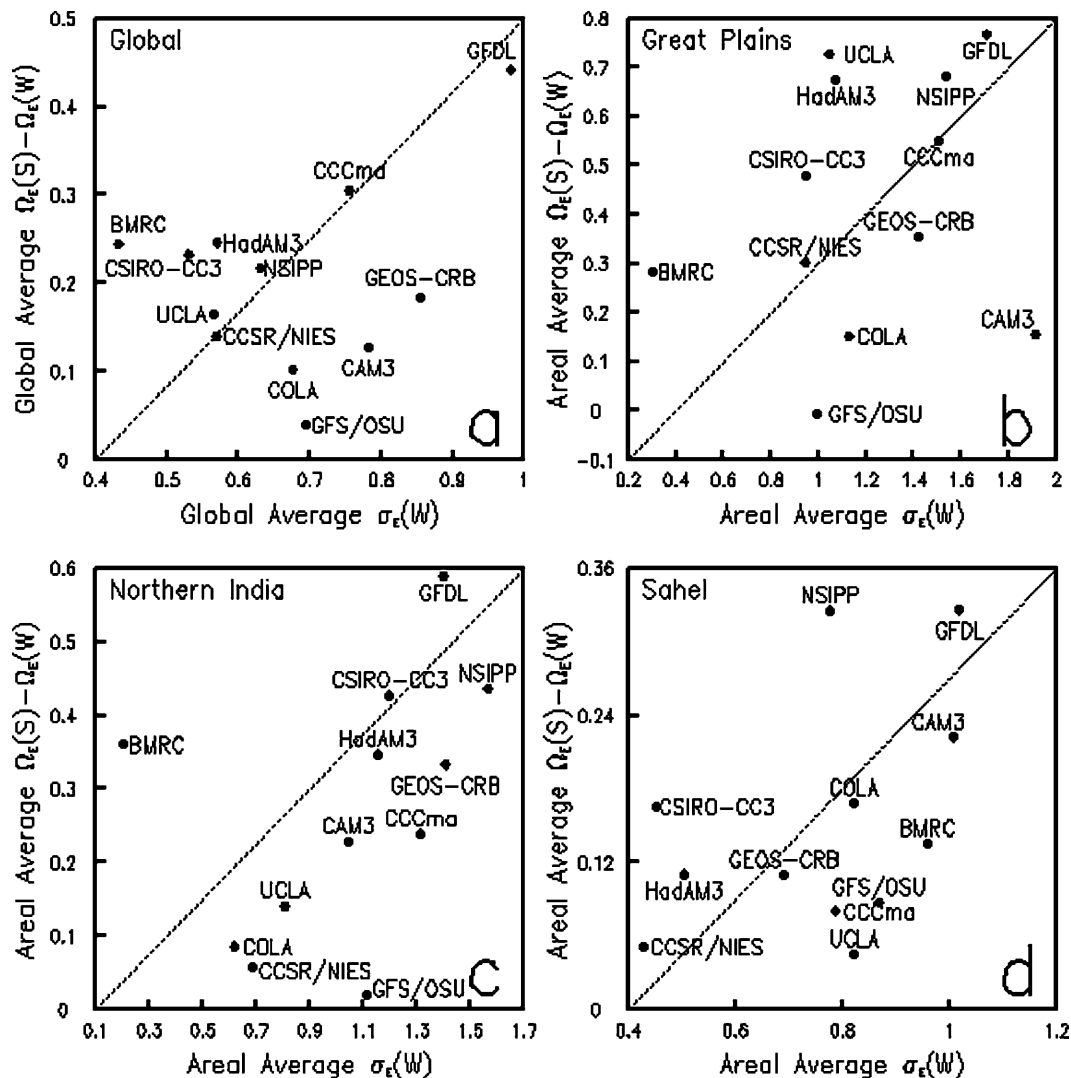 Global
GFDL
CCCma
BMRC
HadAM3
CSIRO-CC3
NSIPP
GEOS-CRB
UCLA
CCSR/NIES
CAM3
COLA
GFS/OSU
a
0.5
0.4
0.3
0.2
0.1
0
0.4 0.5 0.6 0.7 0.8 0.9 1
Global Average Ω_E(S)-Ω_E(W)
Global Average σ_E(W)
Great Plains
UCLA
GFDL
HadAM3
NSIPP
CSIRO-CC3
CCCma
GEOS-CRB
CCSR/NIES
BMRC
COLA
CAM3
GFS/OSU
b
0.8
0.7
0.6
0.5
0.4
0.3
0.2
0.1
0
-0.1
0.2 0.4 0.6 0.8 1 1.2 1.4 1.6 1.8 2
Areal Average Ω_E(S)-Ω_E(W)
Areal Average σ_E(W)
Northern India
GFDL
CSIRO-CC3
NSIPP
BMRC
HadAM3
GEOS-CRB
CAM3
CCCma
UCLA
COLA
CCSR/NIES
GFS/OSU
c
0.6
0.5
0.4
0.3
0.2
0.1
0
0.1 0.3 0.5 0.7 0.9 1.1 1.3 1.5 1.7
Areal Average Ω_E(S)-Ω_E(W)
Areal Average σ_E(W)
Sahel
NSIPP
GFDL
CAM3
COLA
CSIRO-CC3
BMRC
GEOS-CRB
HadAM3
GFS/OSU
CCCma
UCLA
CCSR/NIES
d
0.36
0.24
0.12
0
0.4 0.6 0.8 1 1.2
Areal Average Ω_E(S)-Ω_E(W)
Areal Average σ_E(W)